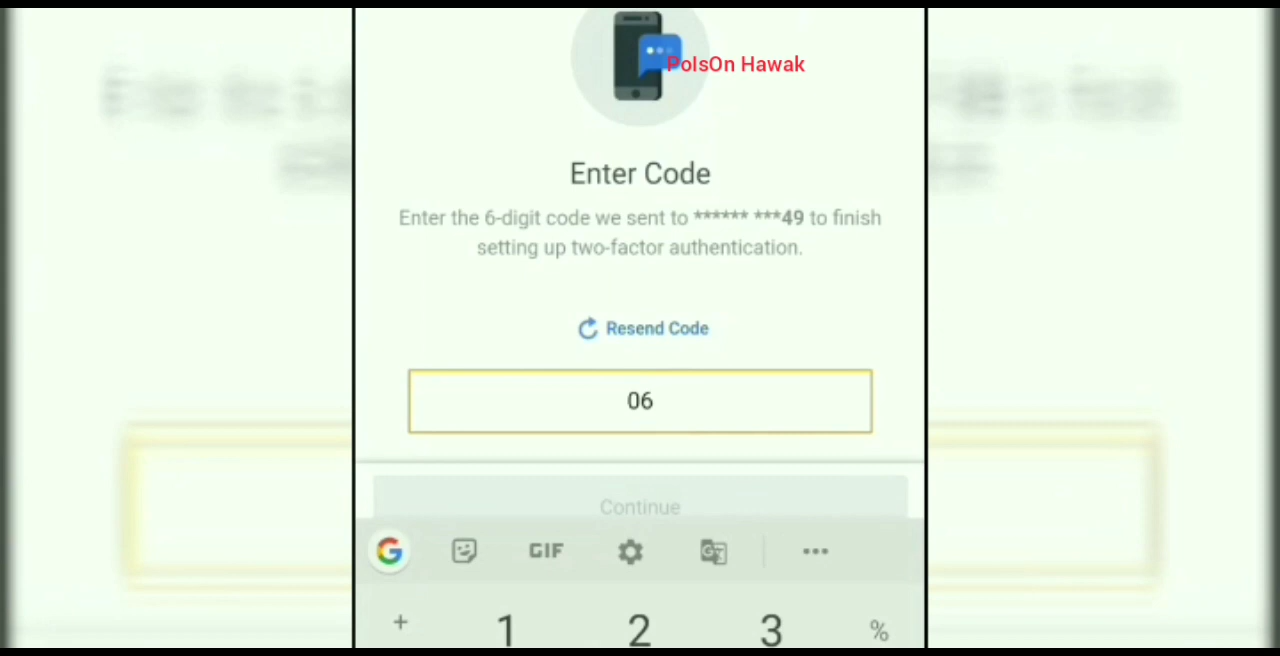 PolsOn Hawak
Enter Code
Enter the 6-digit code we sent to ****** ***49 to finish
setting up two-factor authentication.
Resend Code
06
Continue
G GIF G
+ 1 2 3 %